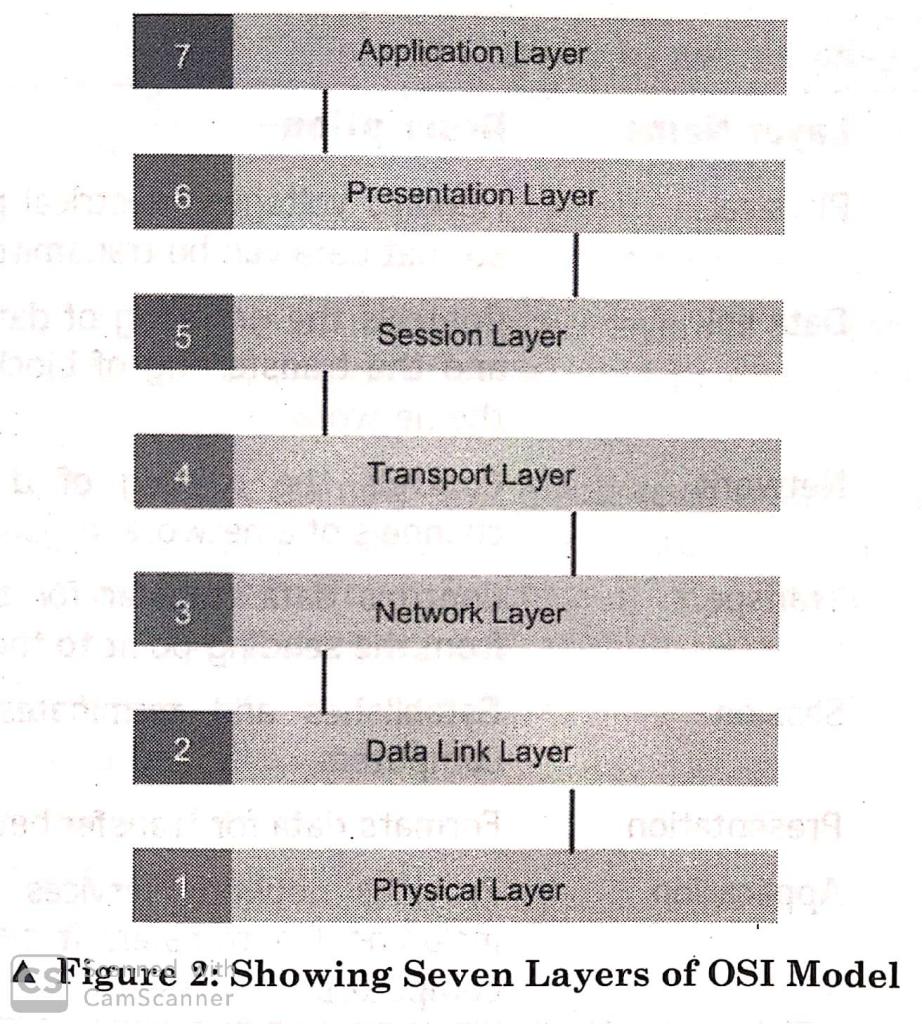 7 Application Layer
6 Presentation Layer
5 Session Layer
4 Transport Layer
3 Network Layer
2 Data Link Layer
1 Physical Layer
▲ Figure 2: Showing Seven Layers of OSI Model
CS Scanned with
CamScanner